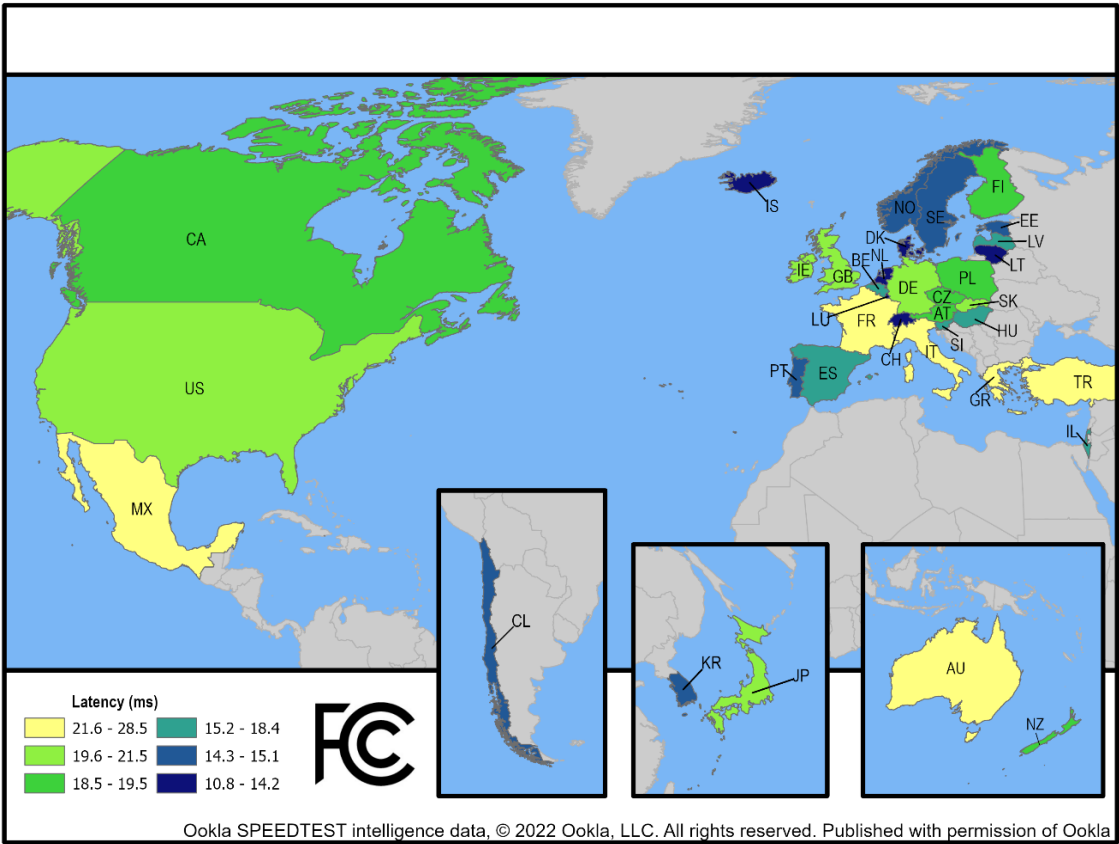 CA
US
MX
IS
NO
SE
FI
EE
LV
LT
DK
NL
BE
IE
GB
DE
PL
CZ
SK
AT
LU
FR
HU
SI
CH
IT
PT
ES
GR
TR
IL
CL
KR
JP
AU
NZ
Latency (ms)
21.6 - 28.5
19.6 - 21.5
18.5 - 19.5
15.2 - 18.4
14.3 - 15.1
10.8 - 14.2
FCC
Ookla SPEEDTEST intelligence data, © 2022 Ookla, LLC. All rights reserved. Published with permission of Ookla